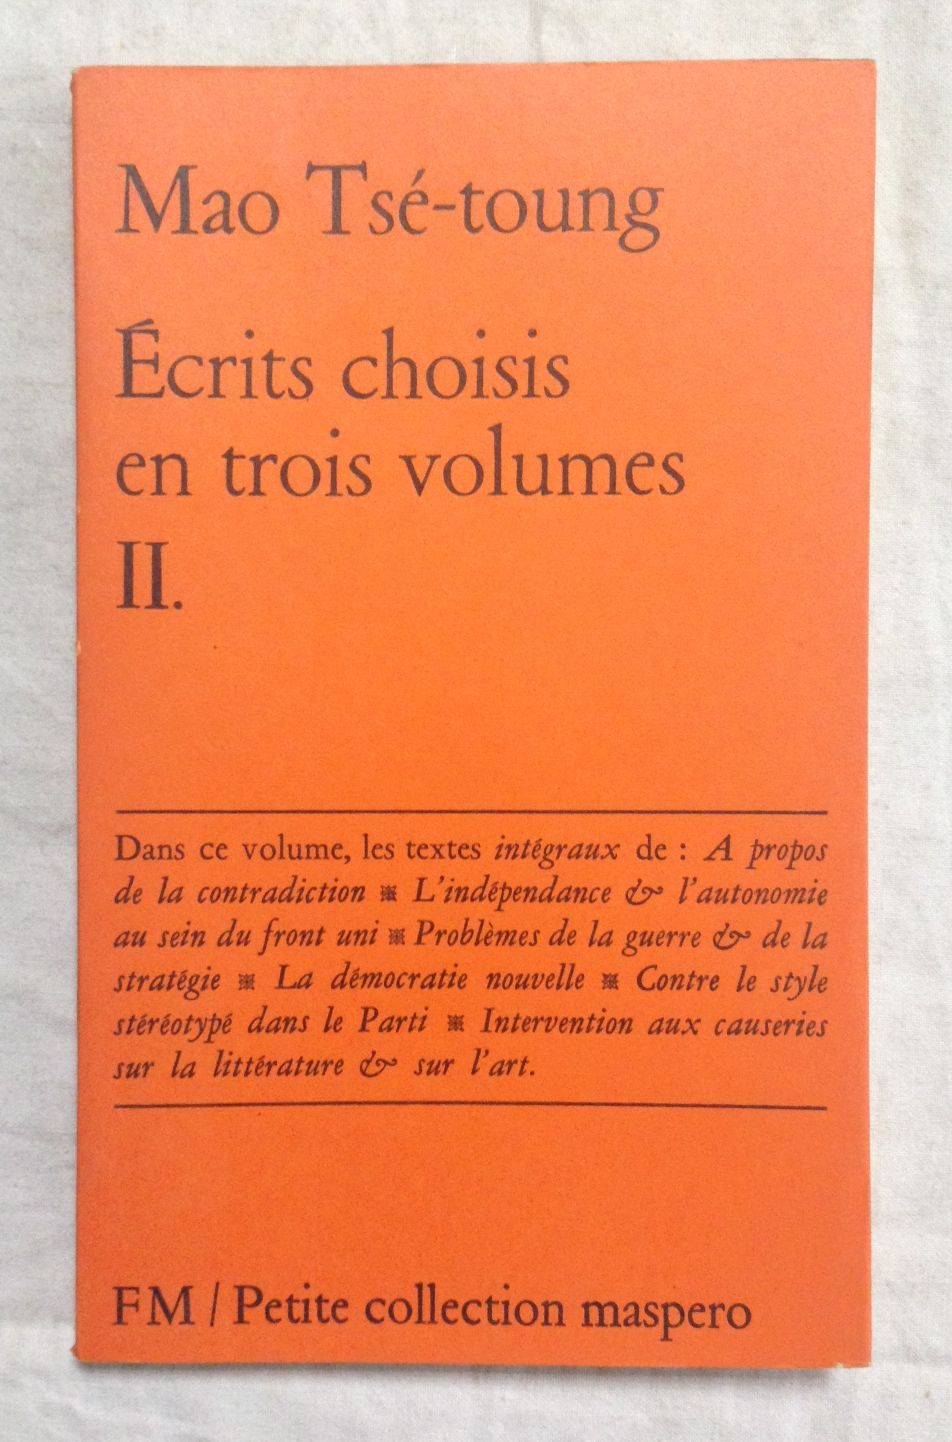 Mao Tsé-toung
Écrits choisis
en trois volumes
II.
Dans ce volume, les textes intégraux de : A propos
de la contradiction ⁕ L'indépendance & l'autonomie
au sein du front uni ⁕ Problèmes de la guerre & de la
stratégie ⁕ La démocratie nouvelle ⁕ Contre le style
stéréotypé dans le Parti ⁕ Intervention aux causeries
sur la littérature & sur l'art.
FM / Petite collection maspero